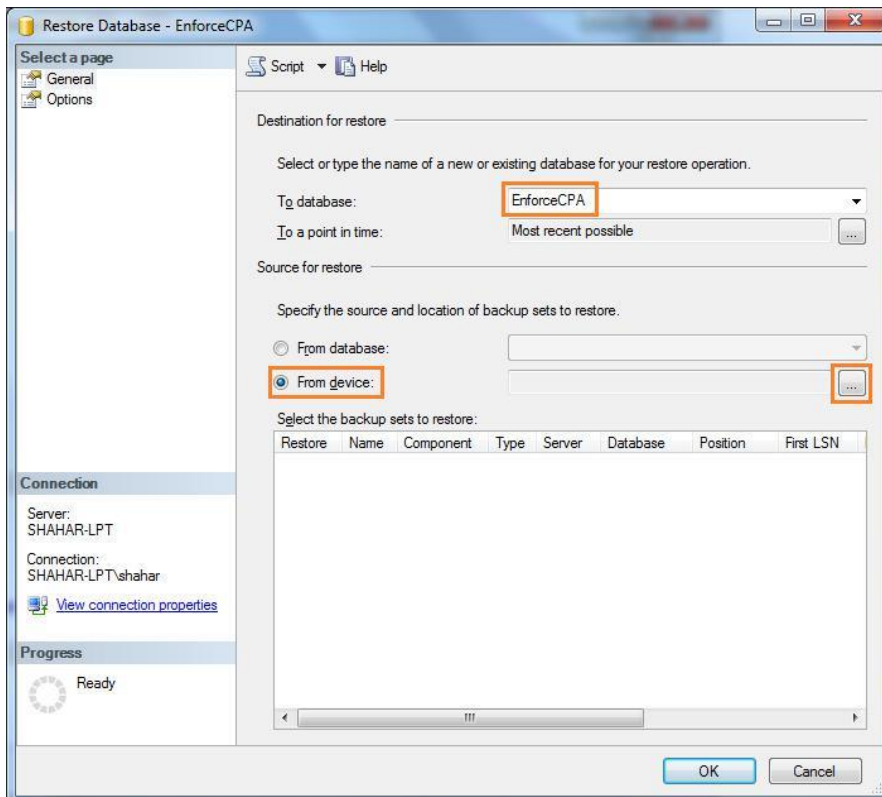 Restore Database - EnforceCPA
Select a page
General
Options
Script Help
Destination for restore
Select or type the name of a new or existing database for your restore operation.
To database: EnforceCPA
To a point in time: Most recent possible ...
Source for restore
Specify the source and location of backup sets to restore.
From database:
From device: ...
Select the backup sets to restore:
Restore Name Component Type Server Database Position First LSN
Connection
Server:
SHAHAR-LPT
Connection:
SHAHAR-LPT\shahar
View connection properties
Progress
Ready
OK Cancel